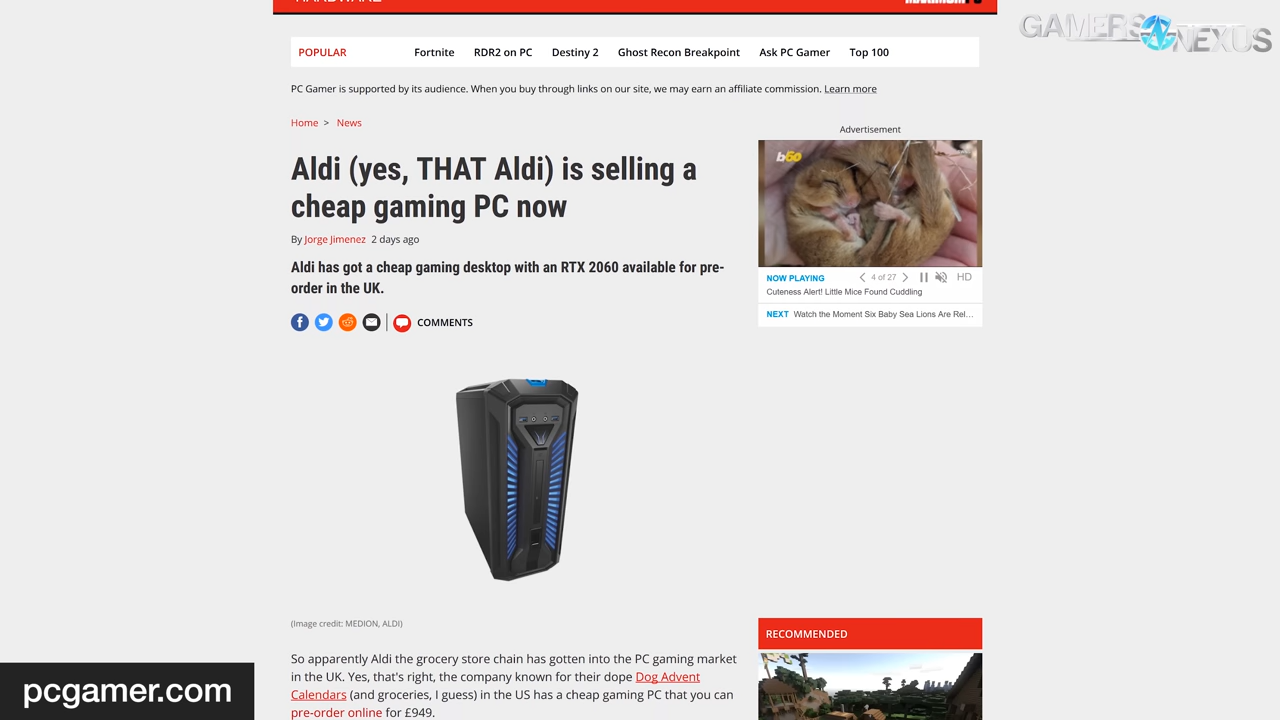 HARDWARE
GAMERS NEXUS
POPULAR Fortnite RDR2 on PC Destiny 2 Ghost Recon Breakpoint Ask PC Gamer Top 100
PC Gamer is supported by its audience. When you buy through links on our site, we may earn an affiliate commission. Learn more
Home > News
Advertisement
Aldi (yes, THAT Aldi) is selling a
cheap gaming PC now
By Jorge Jimenez 2 days ago
Aldi has got a cheap gaming desktop with an RTX 2060 available for pre-
order in the UK.
COMMENTS
b60
NOW PLAYING 4 of 27 HD
Cuteness Alert! Little Mice Found Cuddling
NEXT Watch the Moment Six Baby Sea Lions Are Rel...
(Image credit: MEDION, ALDI)
So apparently Aldi the grocery store chain has gotten into the PC gaming market
in the UK. Yes, that's right, the company known for their dope Dog Advent
Calendars (and groceries, I guess) in the US has a cheap gaming PC that you can
pre-order online for £949.
RECOMMENDED
pcgamer.com